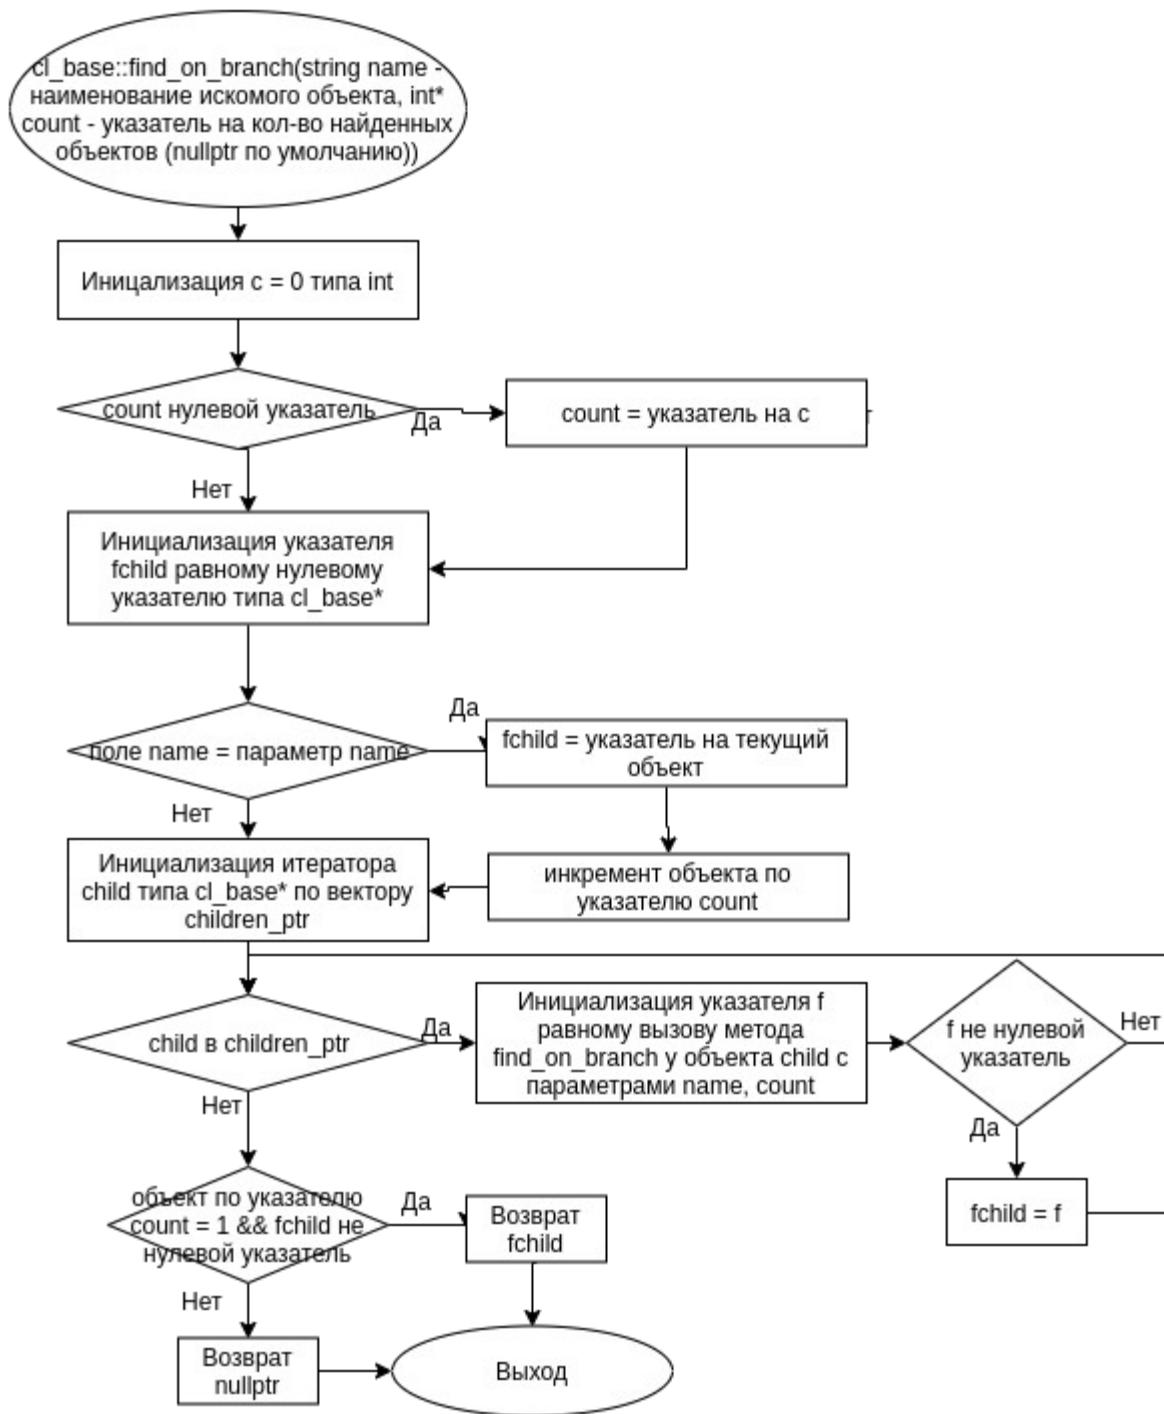 cl_base::find_on_branch(string name -
наименование искомого объекта, int*
count - указатель на кол-во найденных
объектов (nullptr по умолчанию))
Иницализация c = 0 типа int
count нулевой указатель
Да
count = указатель на c
Нет
Инициализация указателя
fchild равному нулевому
указателю типа cl_base*
Да
поле name = параметр name
fchild = указатель на текущий
объект
Нет
инкремент объекта по
указателю count
Инициализация итератора
child типа cl_base* по вектору
children_ptr
child в children_ptr
Да
Инициализация указателя f
равному вызову метода
find_on_branch у объекта child с
параметрами name, count
f не нулевой
указатель
Нет
Нет
Да
fchild = f
объект по указателю
count = 1 && fchild не
нулевой указатель
Да
Возврат
fchild
Нет
Возврат
nullptr
Выход